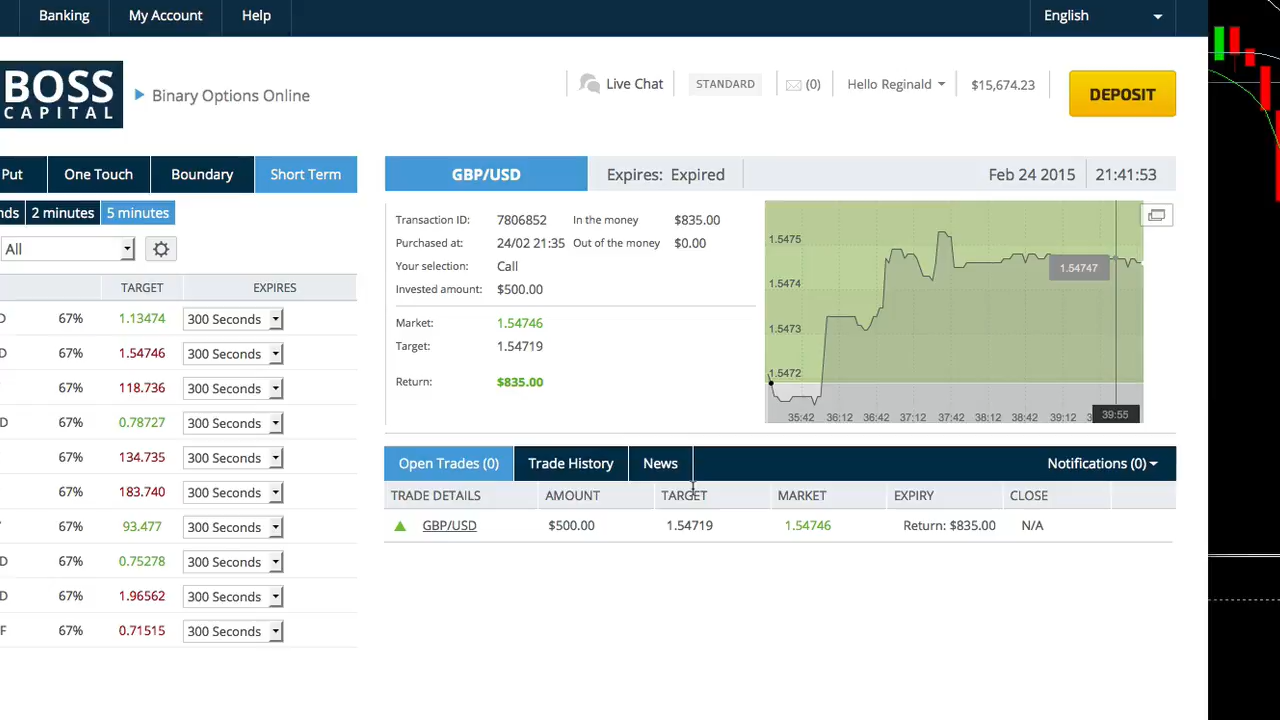 Banking My Account Help English
BOSS
CAPITAL
Binary Options Online
Live Chat STANDARD (0) Hello Reginald $15,674.23 DEPOSIT
Put One Touch Boundary Short Term
nds 2 minutes 5 minutes
All
TARGET EXPIRES
D 67% 1.13474 300 Seconds
D 67% 1.54746 300 Seconds
67% 118.736 300 Seconds
D 67% 0.78727 300 Seconds
67% 134.735 300 Seconds
67% 183.740 300 Seconds
67% 93.477 300 Seconds
D 67% 0.75278 300 Seconds
D 67% 1.96562 300 Seconds
F 67% 0.71515 300 Seconds
GBP/USD Expires: Expired Feb 24 2015 21:41:53
Transaction ID: 7806852 In the money $835.00
Purchased at: 24/02 21:35 Out of the money $0.00
Your selection: Call
Invested amount: $500.00
Market: 1.54746
Target: 1.54719
Return: $835.00
1.5475
1.54747
1.5474
1.5473
1.5472
35:42 36:12 36:42 37:12 37:42 38:12 38:42 39:12 39:55
Open Trades (0) Trade History News Notifications (0)
TRADE DETAILS AMOUNT TARGET MARKET EXPIRY CLOSE
GBP/USD $500.00 1.54719 1.54746 Return: $835.00 N/A